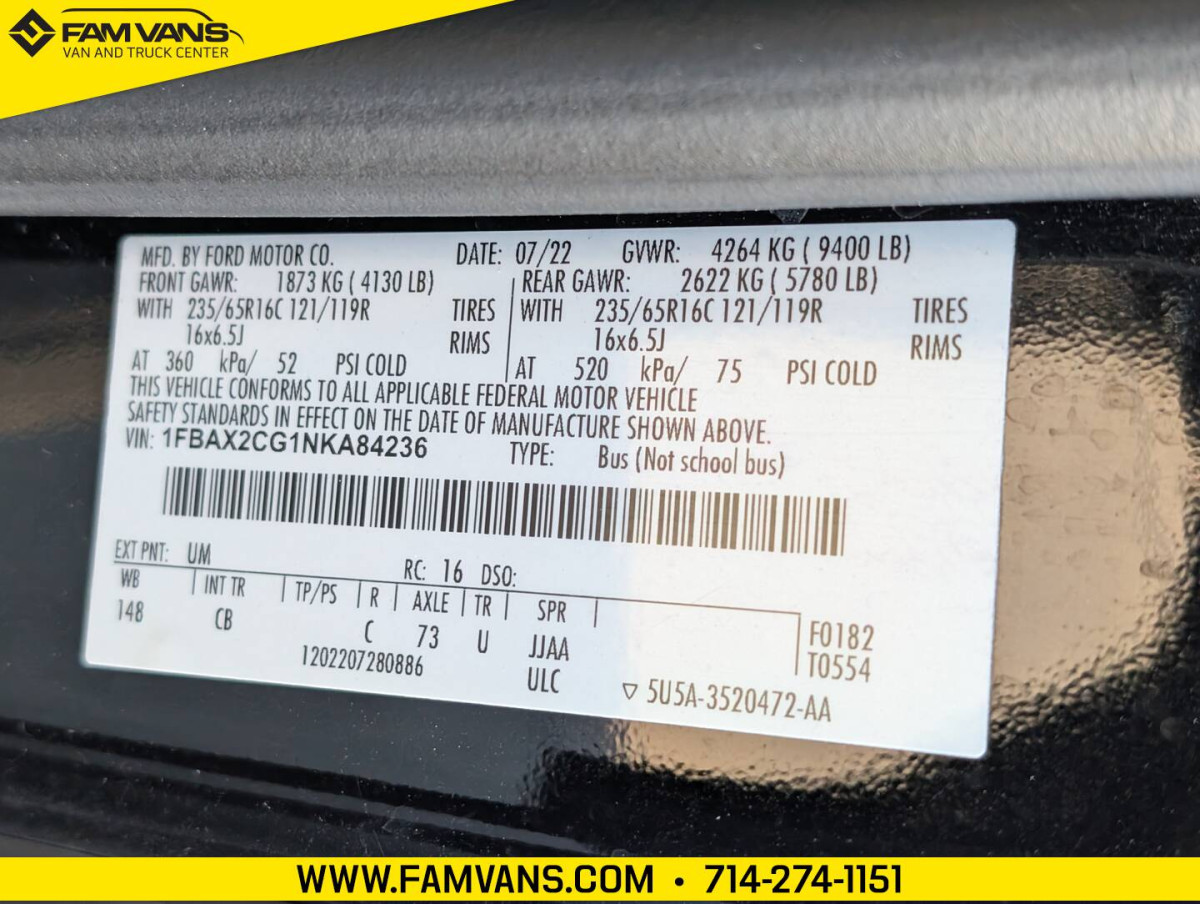 FAM VANS
VAN AND TRUCK CENTER
MFD. BY FORD MOTOR CO. DATE: 07/22 GVWR: 4264 KG ( 9400 LB)
FRONT GAWR: 1873 KG ( 4130 LB) REAR GAWR: 2622 KG ( 5780 LB)
WITH 235/65R16C 121/119R TIRES WITH 235/65R16C 121/119R TIRES
16x6.5J RIMS 16x6.5J RIMS
AT 360 kPa/ 52 PSI COLD AT 520 kPa/ 75 PSI COLD
THIS VEHICLE CONFORMS TO ALL APPLICABLE FEDERAL MOTOR VEHICLE
SAFETY STANDARDS IN EFFECT ON THE DATE OF MANUFACTURE SHOWN ABOVE.
VIN: 1FBAX2CG1NKA84236 TYPE: Bus (Not school bus)
EXT PNT: UM RC: 16 DSO:
WB INT TR TP/PS R AXLE TR SPR
148 CB C 73 U JJAA F0182
1202207280886 ULC T0554
▽ 5U5A-3520472-AA
WWW.FAMVANS.COM • 714-274-1151